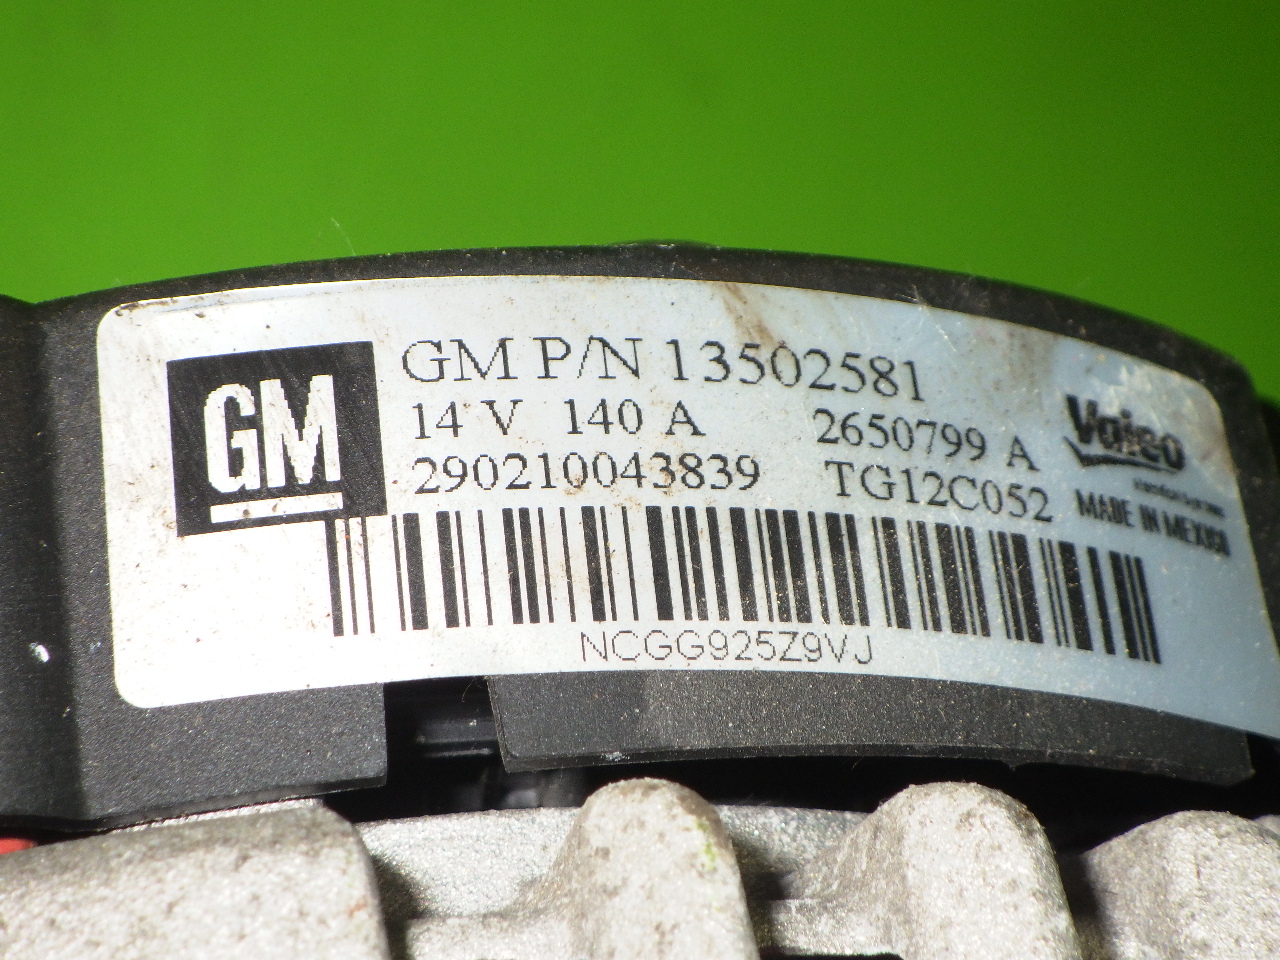 GM
GM P/N 13502581
14 V 140 A 2650799 A
290210043839 TG12C052
Valeo
MADE IN MEXICO
NCGG925Z9VJ